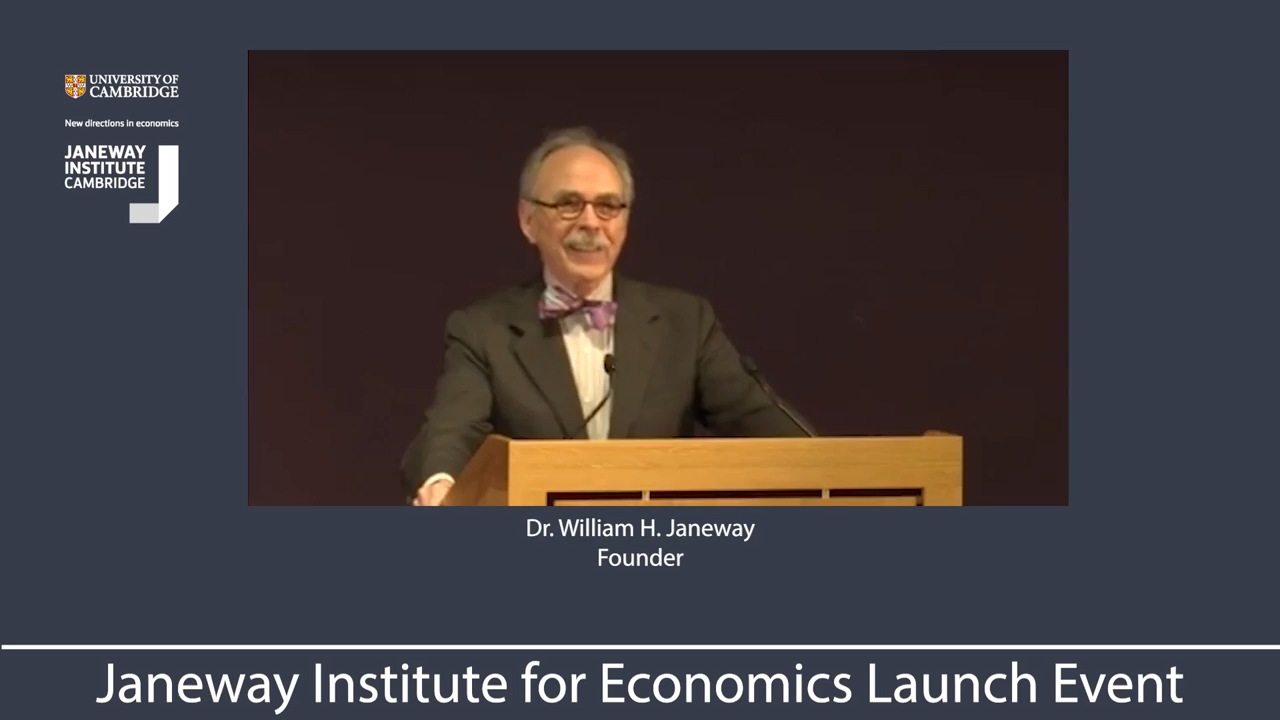 UNIVERSITY OF
CAMBRIDGE
New directions in economics
JANEWAY
INSTITUTE
CAMBRIDGE
Dr. William H. Janeway
Founder
Janeway Institute for Economics Launch Event